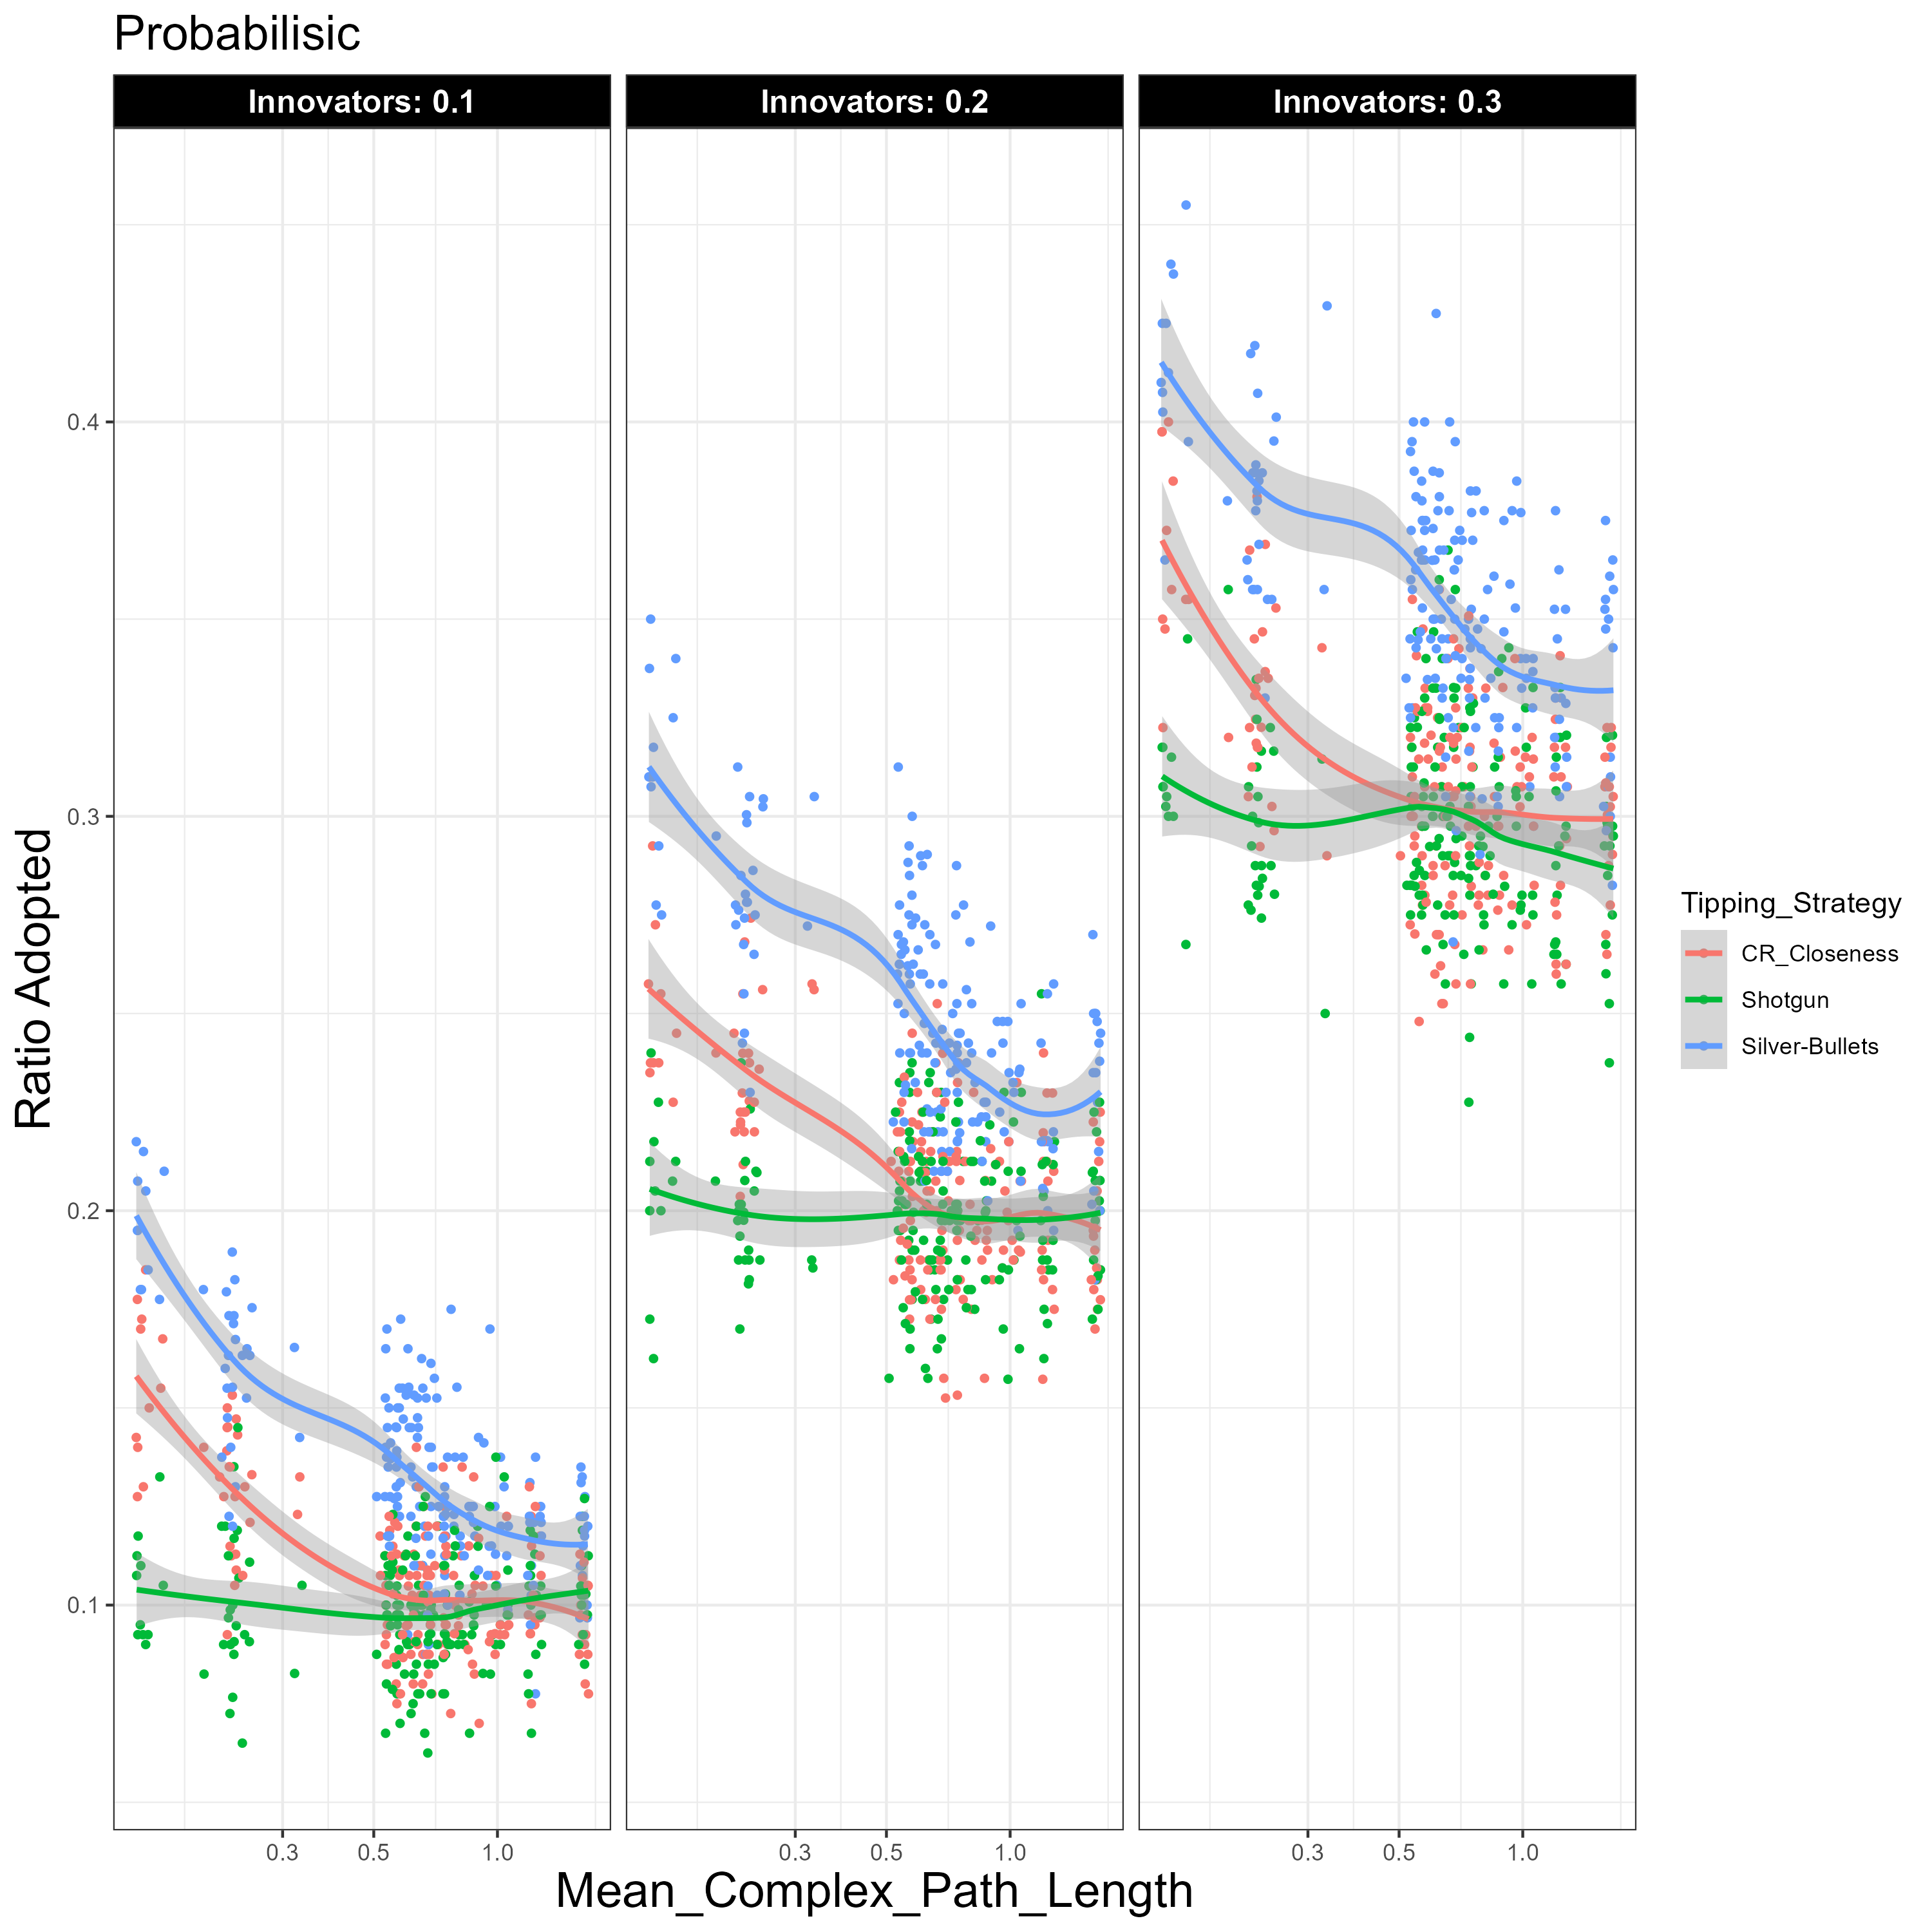 Probabilisic
Innovators: 0.1
Innovators: 0.2
Innovators: 0.3
Ratio Adopted
0.4
0.3
0.2
0.1
0.3 0.5 1.0
0.3 0.5 1.0
0.3 0.5 1.0
Mean_Complex_Path_Length
Tipping_Strategy
CR_Closeness
Shotgun
Silver-Bullets